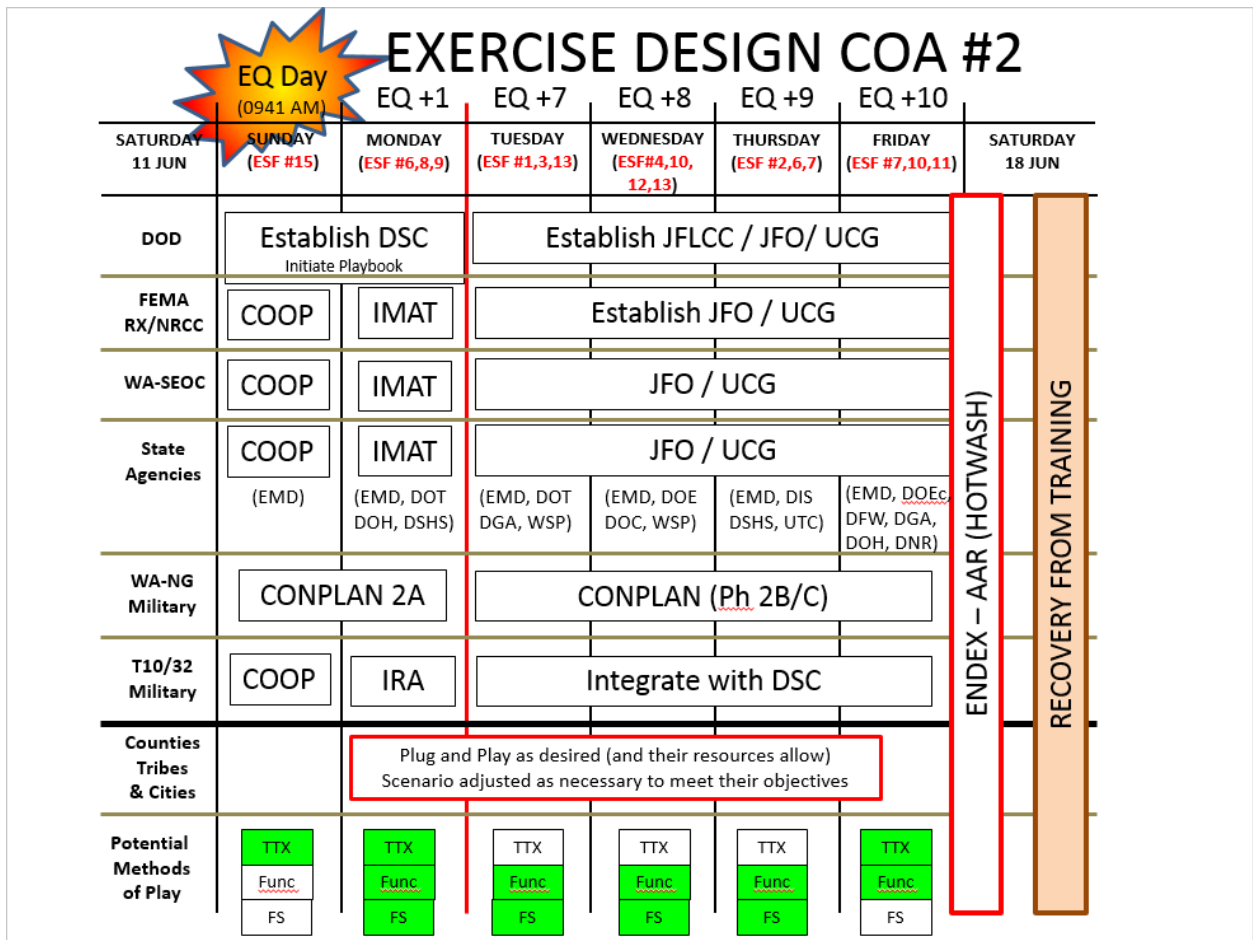 EXERCISE DESIGN COA #2
EQ Day
(0941 AM)
EQ +1
EQ +7
EQ +8
EQ +9
EQ +10
SATURDAY
11 JUN
SUNDAY
(ESF #15)
MONDAY
(ESF #6,8,9)
TUESDAY
(ESF #1,3,13)
WEDNESDAY
(ESF#4,10,
12,13)
THURSDAY
(ESF #2,6,7)
FRIDAY
(ESF #7,10,11)
SATURDAY
18 JUN
DOD
Establish DSC
Initiate Playbook
Establish JFLCC / JFO/ UCG
FEMA
RX/NRCC
COOP
IMAT
Establish JFO / UCG
WA-SEOC
COOP
IMAT
JFO / UCG
State
Agencies
COOP
IMAT
JFO / UCG
(EMD)
(EMD, DOT
DOH, DSHS)
(EMD, DOT
DGA, WSP)
(EMD, DOE
DOC, WSP)
(EMD, DIS
DSHS, UTC)
(EMD, DOEc,
DFW, DGA,
DOH, DNR)
WA-NG
Military
CONPLAN 2A
CONPLAN (Ph 2B/C)
T10/32
Military
COOP
IRA
Integrate with DSC
Counties
Tribes
& Cities
Plug and Play as desired (and their resources allow)
Scenario adjusted as necessary to meet their objectives
Potential
Methods
of Play
TTX
Func
FS
TTX
Func
FS
TTX
Func
FS
TTX
Func
FS
TTX
Func
FS
TTX
Func
FS
ENDEX – AAR (HOTWASH)
RECOVERY FROM TRAINING